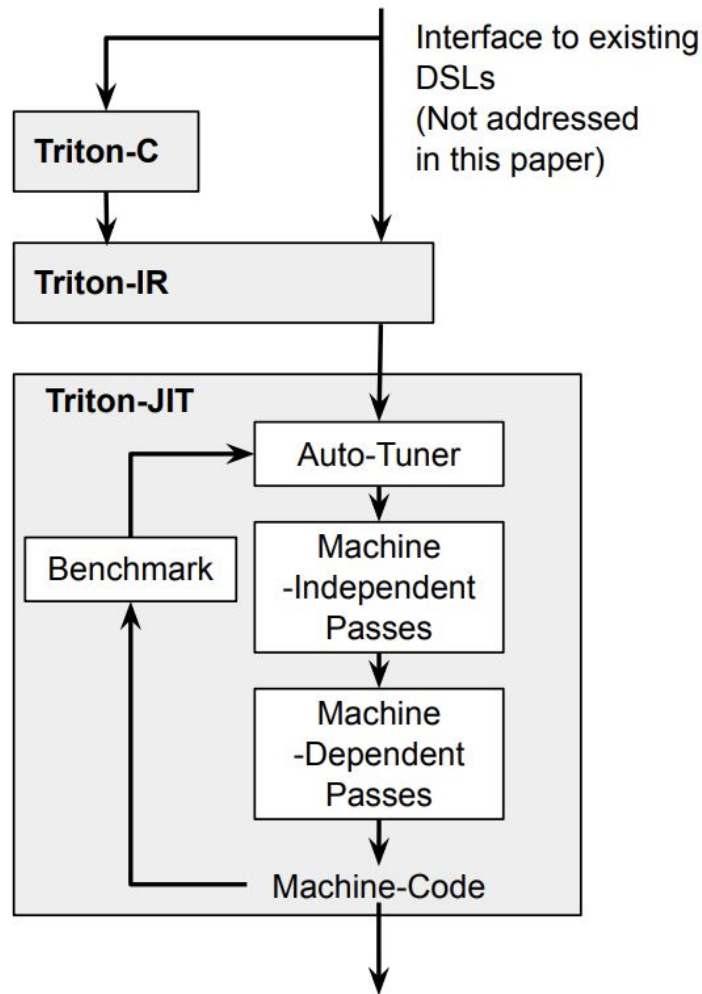 Interface to existing
DSLs
(Not addressed
in this paper)
Triton-C
Triton-IR
Triton-JIT
Auto-Tuner
Benchmark
Machine
-Independent
Passes
Machine
-Dependent
Passes
Machine-Code